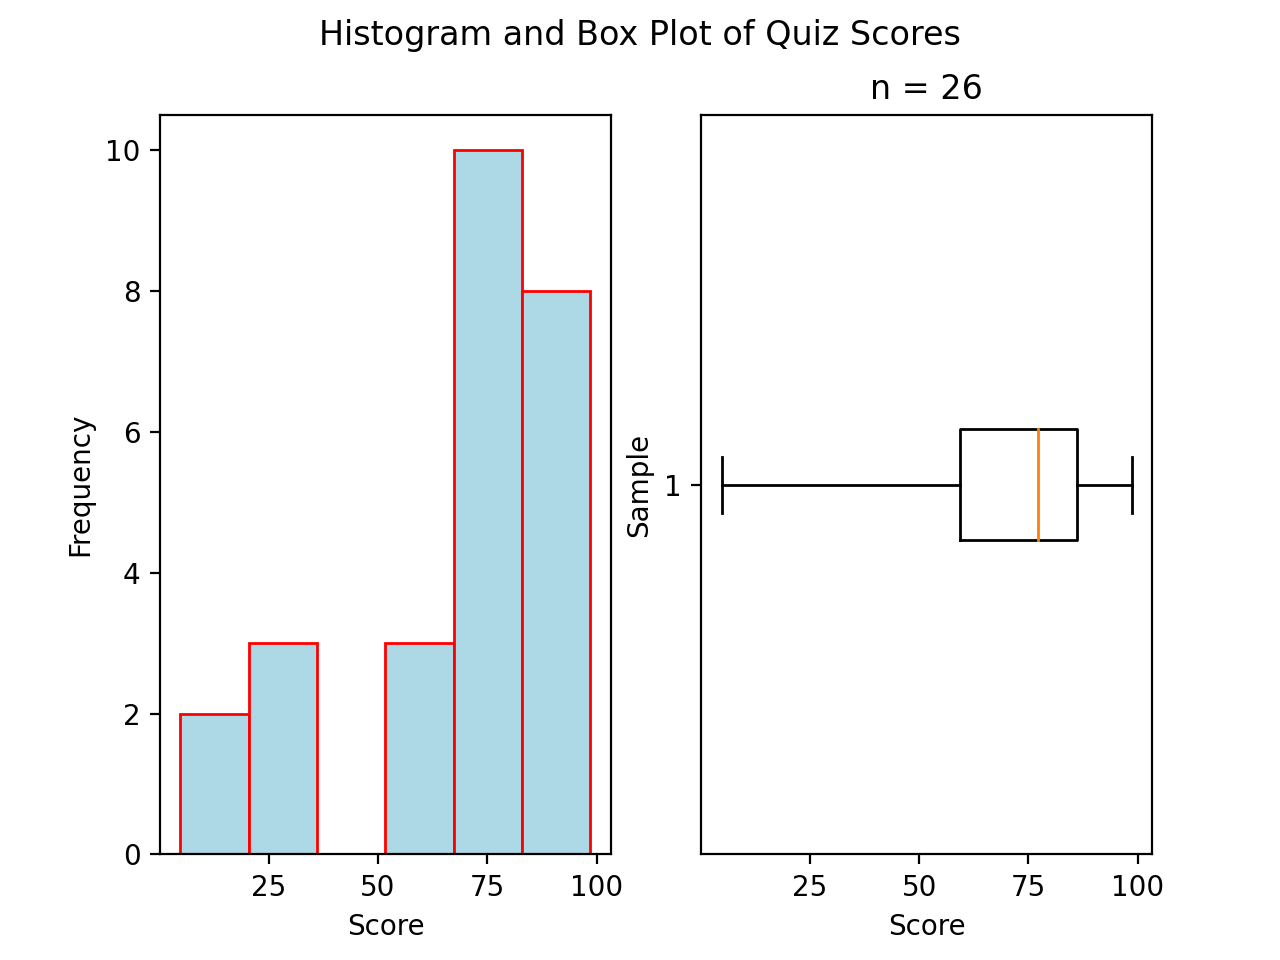 Histogram and Box Plot of Quiz Scores
n = 26
Frequency
10
8
6
4
2
0
25 50 75 100
Score
Sample
1
25 50 75 100
Score